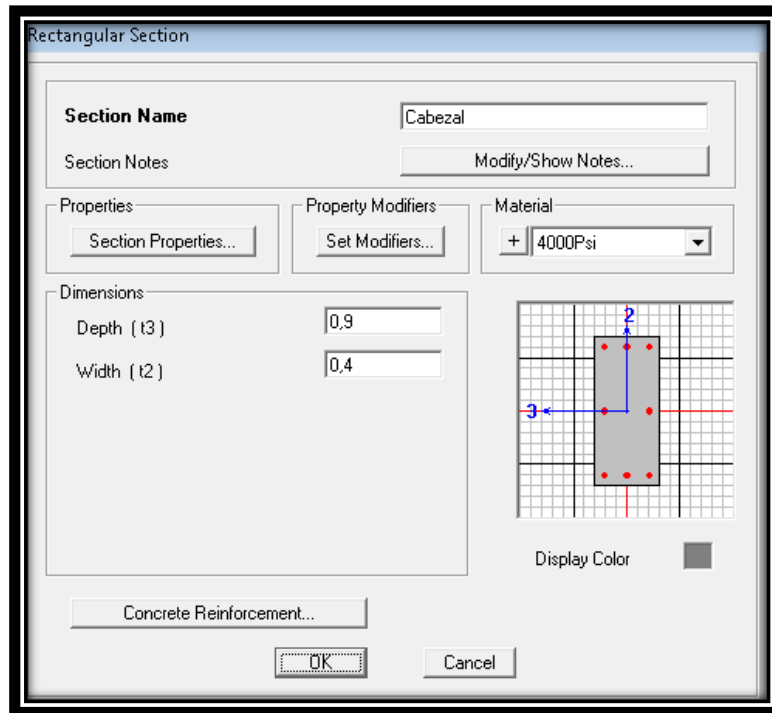 Rectangular Section
Section Name
Cabezal
Section Notes
Modify/Show Notes...
Properties
Property Modifiers
Material
Section Properties...
Set Modifiers...
+ 4000Psi
Dimensions
Depth ( t3 )
0,9
Width ( t2 )
0,4
2
3
Display Color
Concrete Reinforcement...
OK
Cancel